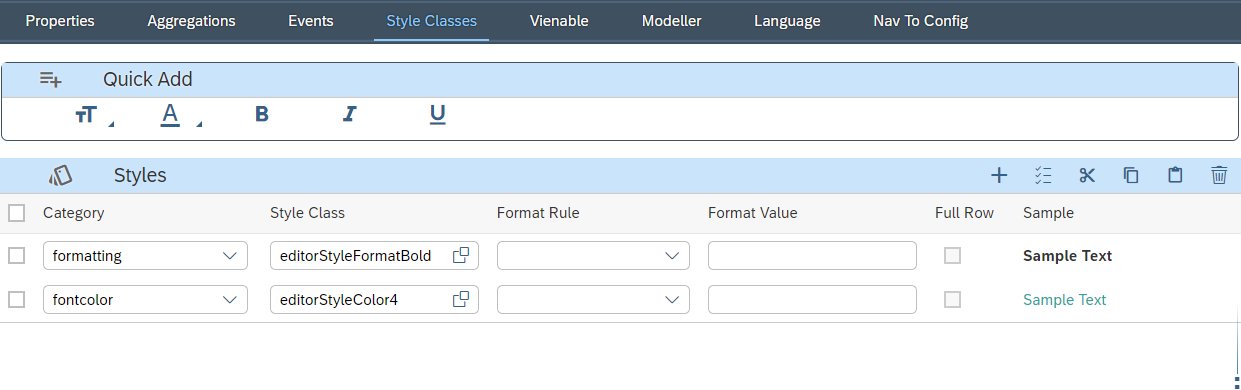 Properties Aggregations Events Style Classes Vienable Modeller Language Nav To Config
Quick Add
TT A B I U
Styles
Category Style Class Format Rule Format Value Full Row Sample
formatting editorStyleFormatBold Sample Text
fontcolor editorStyleColor4 Sample Text